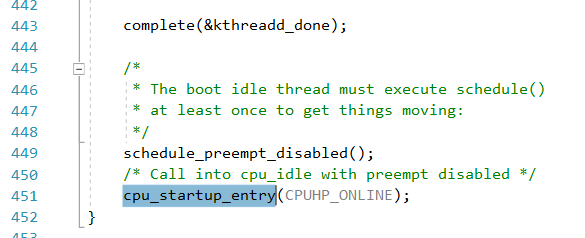 442
443 complete(&kthreadd_done);
444
445 /*
446 * The boot idle thread must execute schedule()
447 * at least once to get things moving:
448 */
449 schedule_preempt_disabled();
450 /* Call into cpu_idle with preempt disabled */
451 cpu_startup_entry(CPUHP_ONLINE);
452 }
453